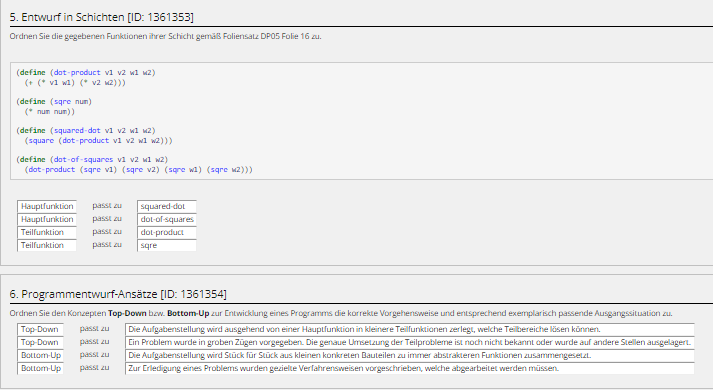 5. Entwurf in Schichten [ID: 1361353]
Ordnen Sie die gegebenen Funktionen ihrer Schicht gemäß Foliensatz DP05 Folie 16 zu.
(define (dot-product v1 v2 w1 w2)
(+ (* v1 w1) (* v2 w2)))
(define (sqre num)
(* num num))
(define (squared-dot v1 v2 w1 w2)
(square (dot-product v1 v2 w1 w2)))
(define (dot-of-squares v1 v2 w1 w2)
(dot-product (sqre v1) (sqre v2) (sqre w1) (sqre w2)))
Hauptfunktion passt zu squared-dot
Hauptfunktion passt zu dot-of-squares
Teilfunktion passt zu dot-product
Teilfunktion passt zu sqre
6. Programmentwurf-Ansätze [ID: 1361354]
Ordnen Sie den Konzepten Top-Down bzw. Bottom-Up zur Entwicklung eines Programms die korrekte Vorgehensweise und entsprechend exemplarisch passende Ausgangssituation zu.
Top-Down passt zu Die Aufgabenstellung wird ausgehend von einer Hauptfunktion in kleinere Teilfunktionen zerlegt, welche Teilbereiche lösen können.
Top-Down passt zu Ein Problem wurde in groben Zügen vorgegeben. Die genaue Umsetzung der Teilprobleme ist noch nicht bekannt oder wurde auf andere Stellen ausgelagert.
Bottom-Up passt zu Die Aufgabenstellung wird Stück für Stück aus kleinen konkreten Bauteilen zu immer abstrakteren Funktionen zusammengesetzt.
Bottom-Up passt zu Zur Erledigung eines Problems wurden gezielte Verfahrensweisen vorgeschrieben, welche abgearbeitet werden müssen.